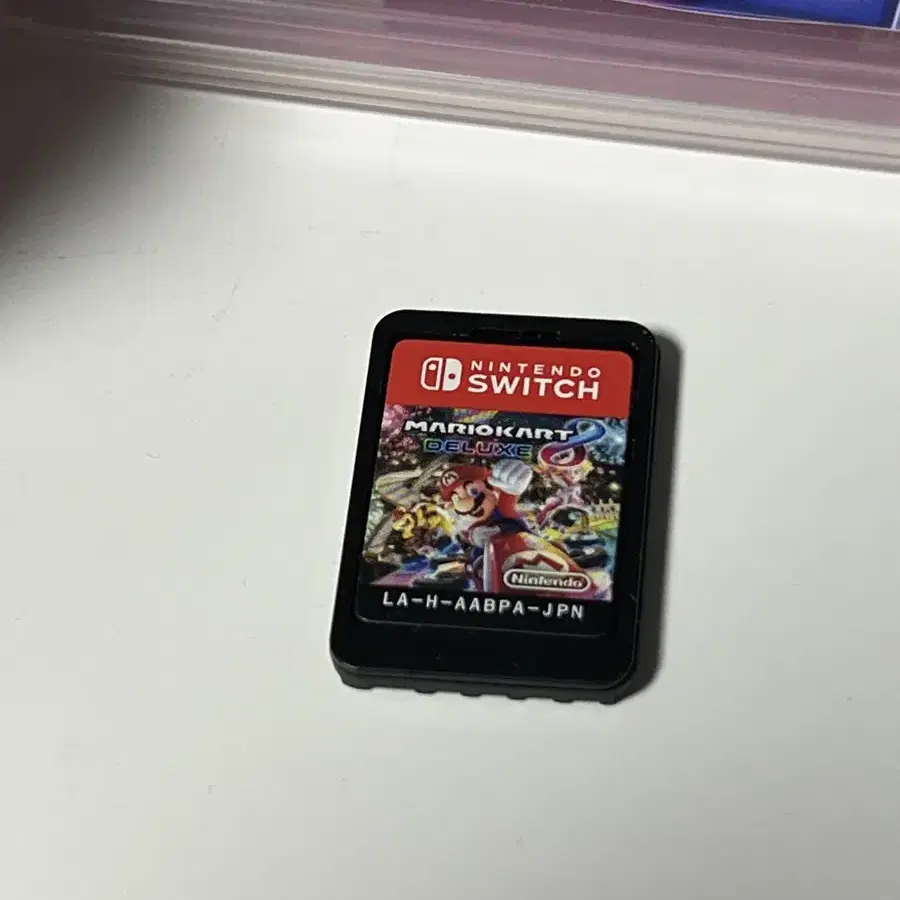 NINTENDO
SWITCH
MARIOKART 8
DELUXE
Nintendo
LA-H-AABPA-JPN